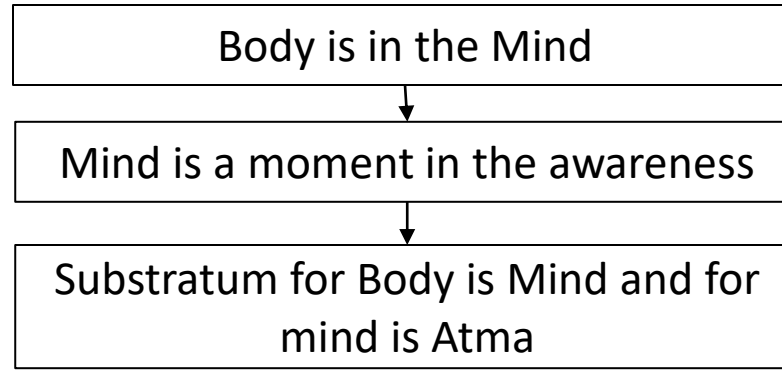 Body is in the Mind
Mind is a moment in the awareness
Substratum for Body is Mind and for
mind is Atma